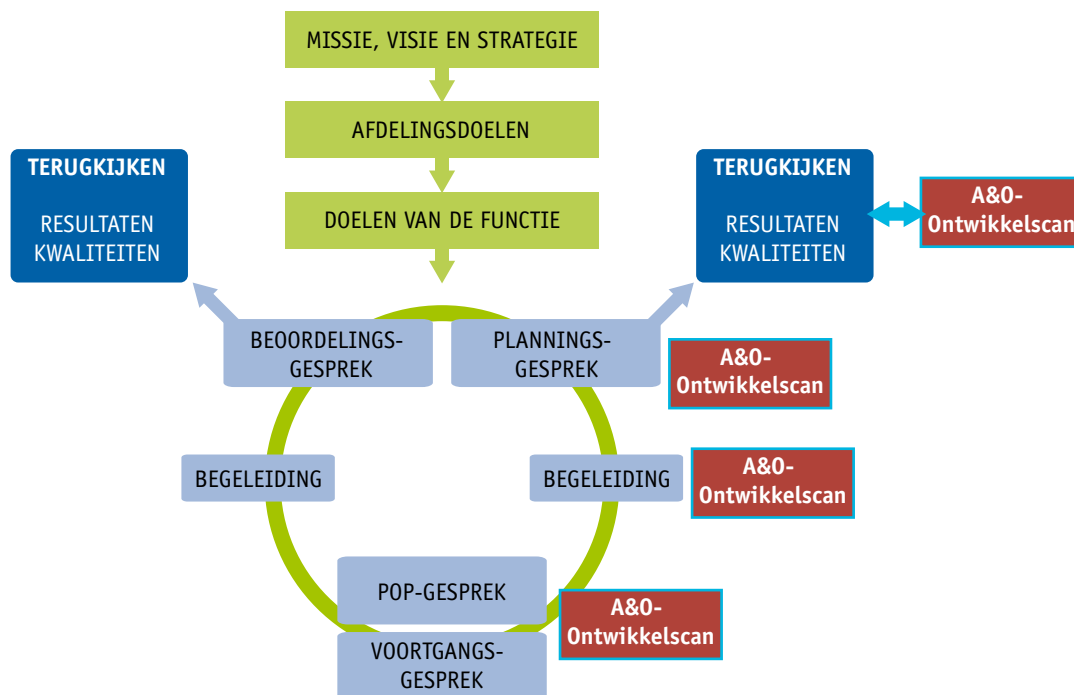 MISSIE, VISIE EN STRATEGIE
AFDELINGSDOELEN
DOELEN VAN DE FUNCTIE
TERUGKIJKEN
RESULTATEN
KWALITEITEN
TERUGKIJKEN
RESULTATEN
KWALITEITEN
A&O-
Ontwikkelscan
BEOORDELINGS-
GESPREK
PLANNINGS-
GESPREK
A&O-
Ontwikkelscan
BEGELEIDING
BEGELEIDING
A&O-
Ontwikkelscan
POP-GESPREK
A&O-
Ontwikkelscan
VOORTGANGS-
GESPREK